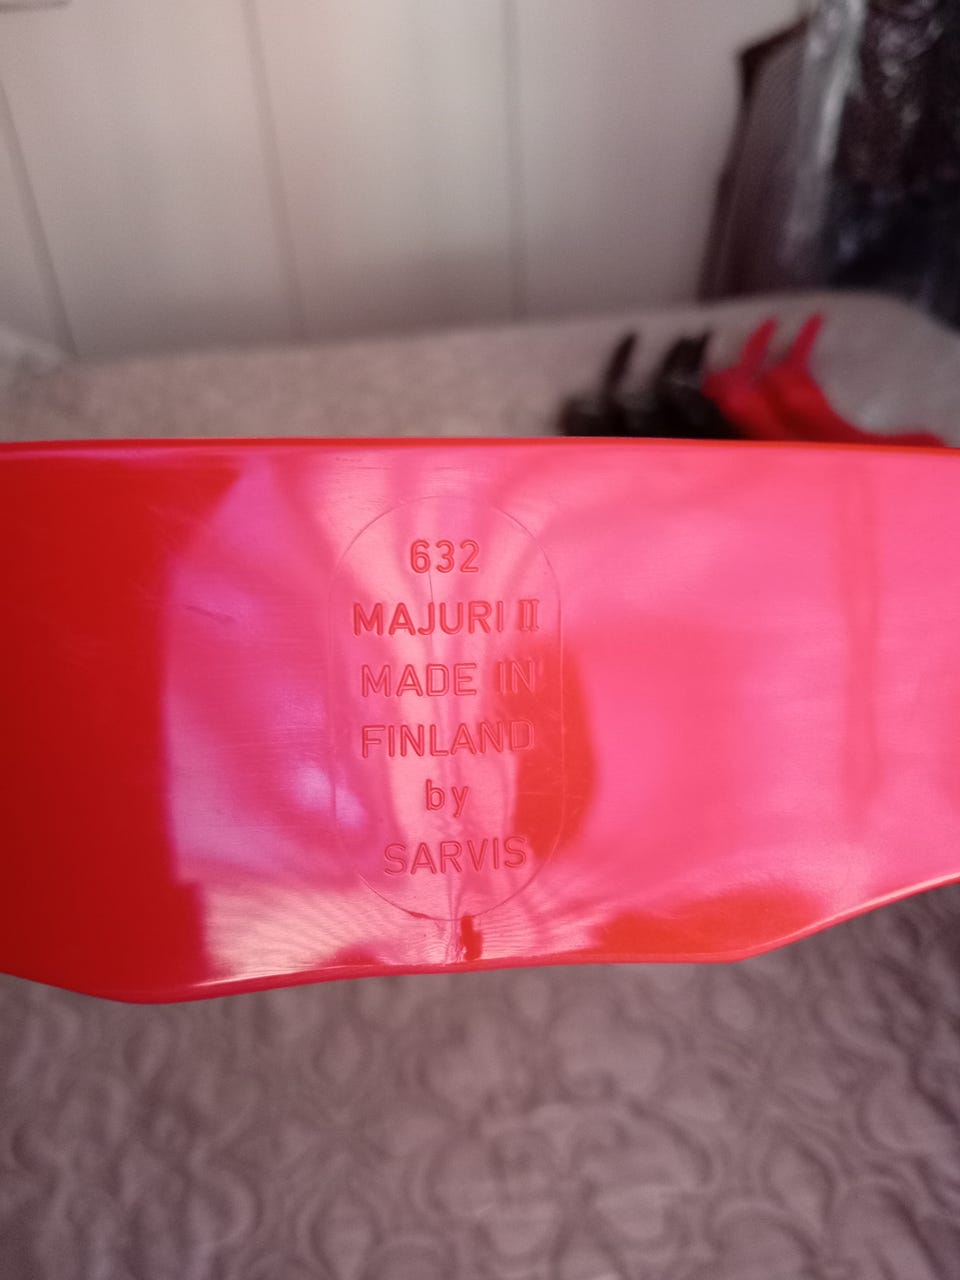 632
MAJURI II
MADE IN
FINLAND
by
SARVIS